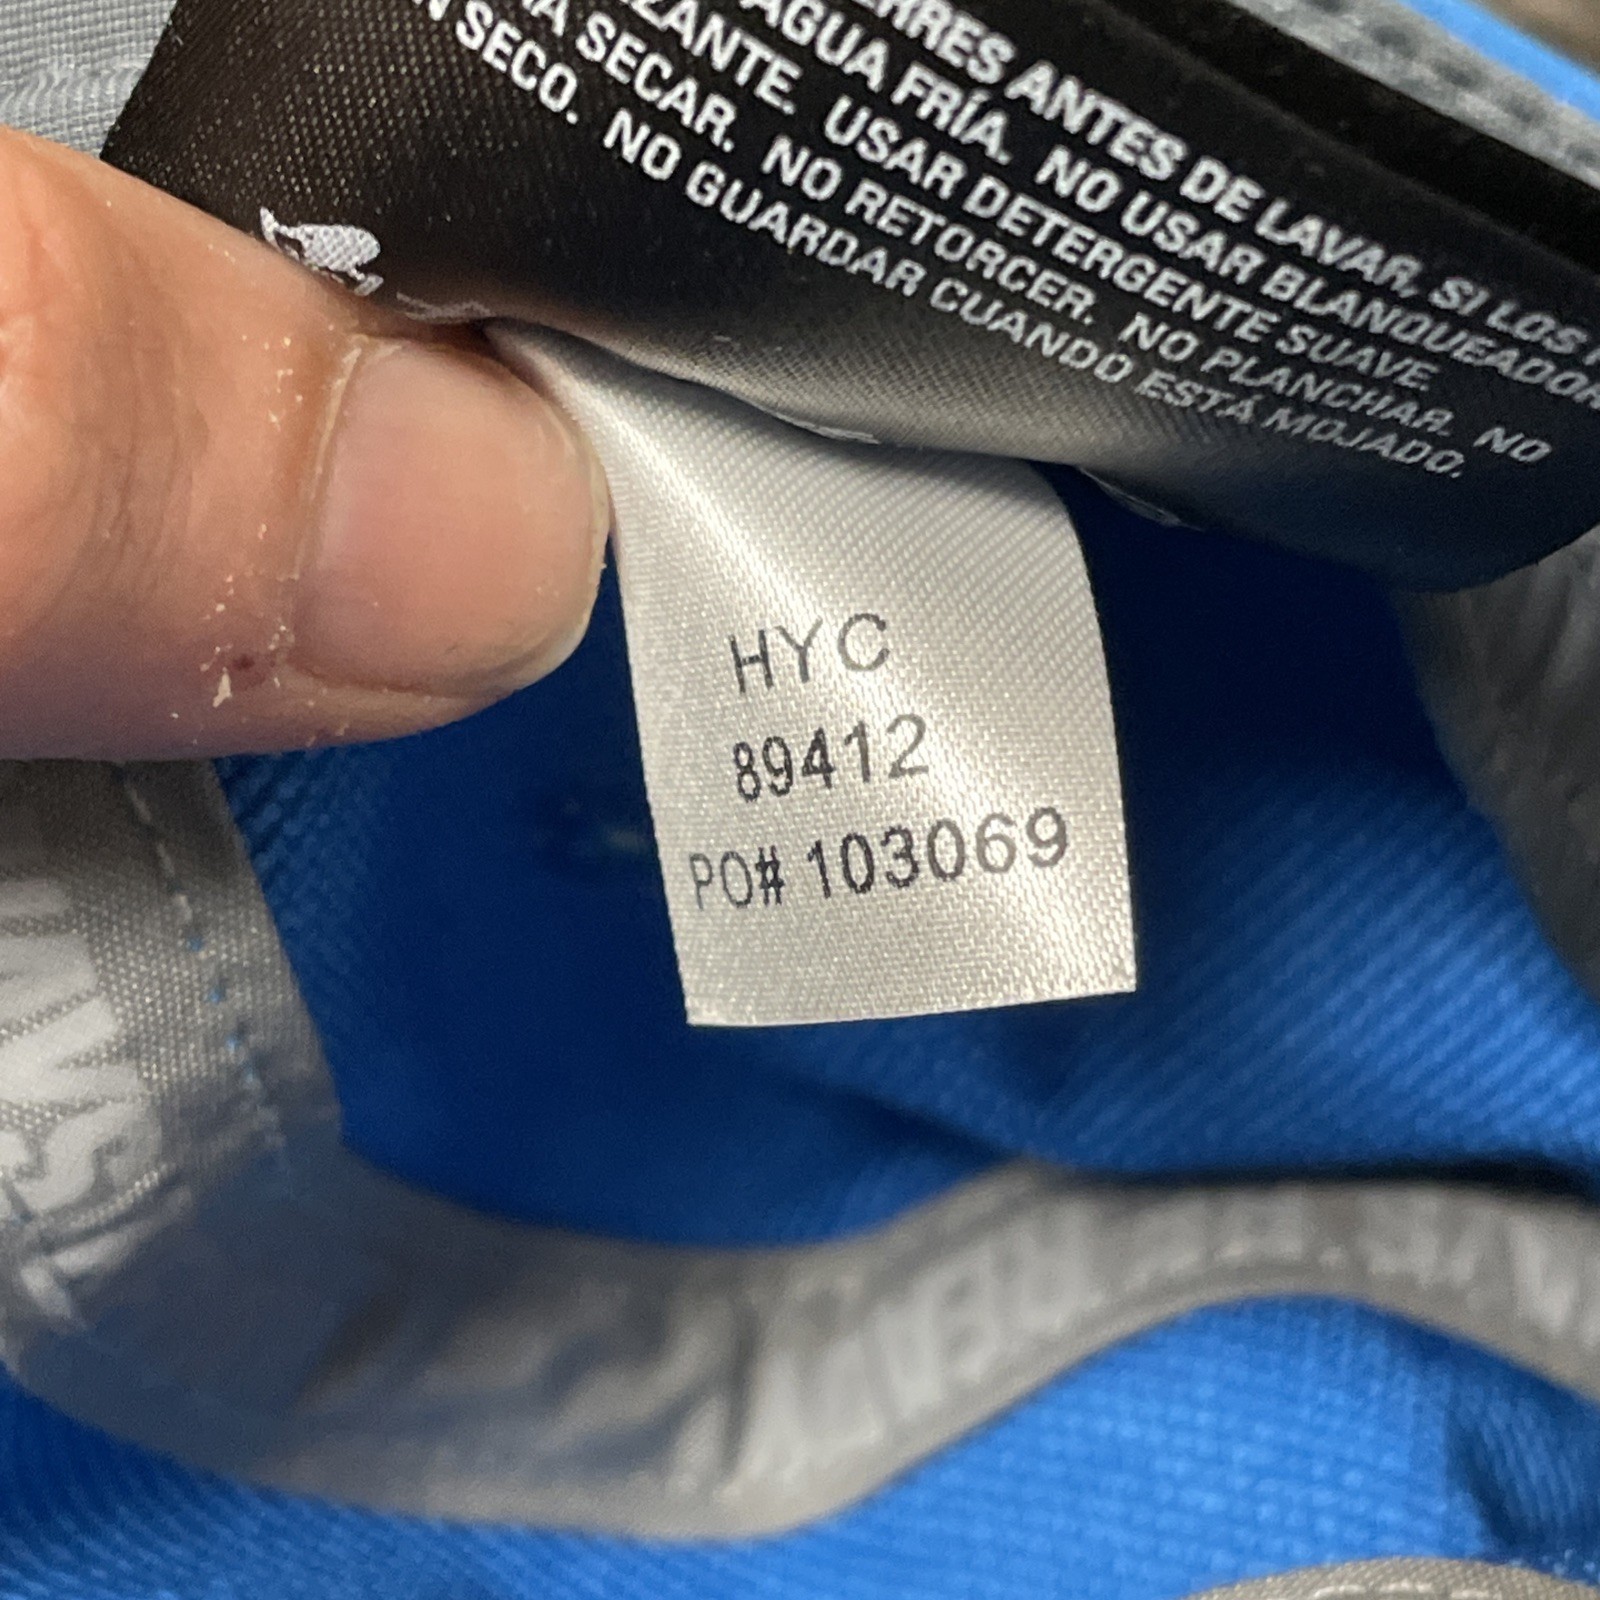 ERRES ANTES DE LAVAR, SI LOS
AGUA FRÍA. NO USAR BLANQUEADOR
ZANTE. USAR DETERGENTE SUAVE
SECAR. NO RETORCER. NO PLANCHAR. NO
SECO. NO GUARDAR CUANDO ESTÁ MOJADO.
HYC
89412
PO# 103069